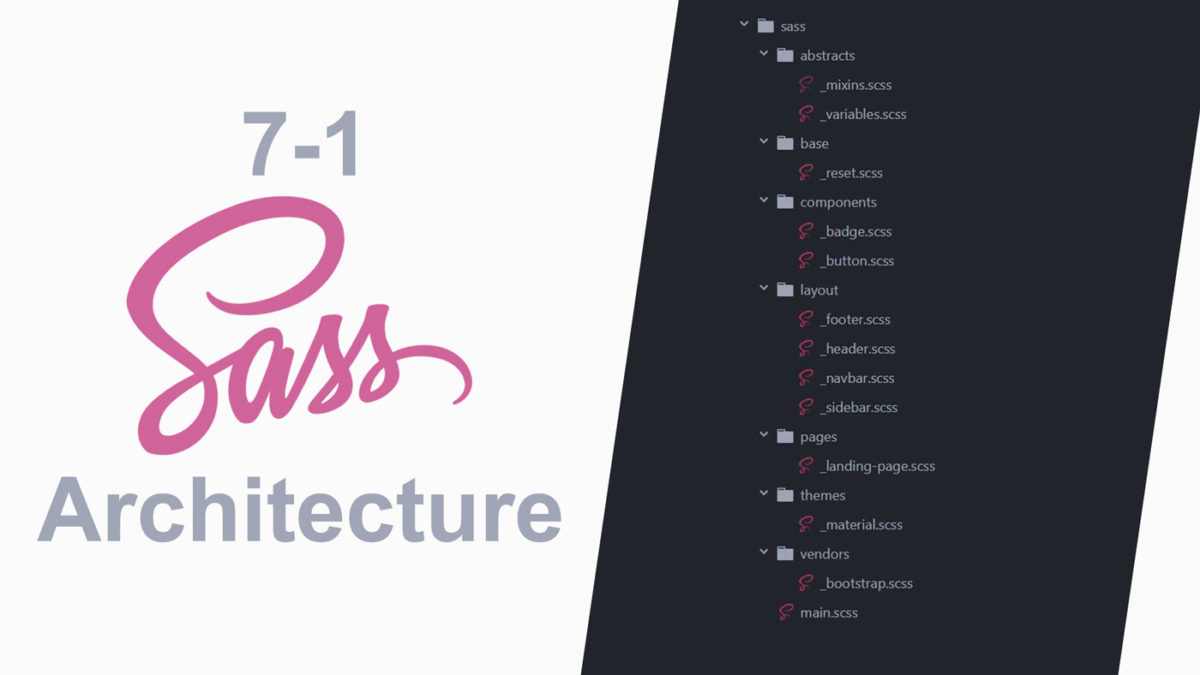 7-1
Sass
Architecture
sass
abstracts
_mixins.scss
_variables.scss
base
_reset.scss
components
_badge.scss
_button.scss
layout
_footer.scss
_header.scss
_navbar.scss
_sidebar.scss
pages
_landing-page.scss
themes
_material.scss
vendors
_bootstrap.scss
main.scss